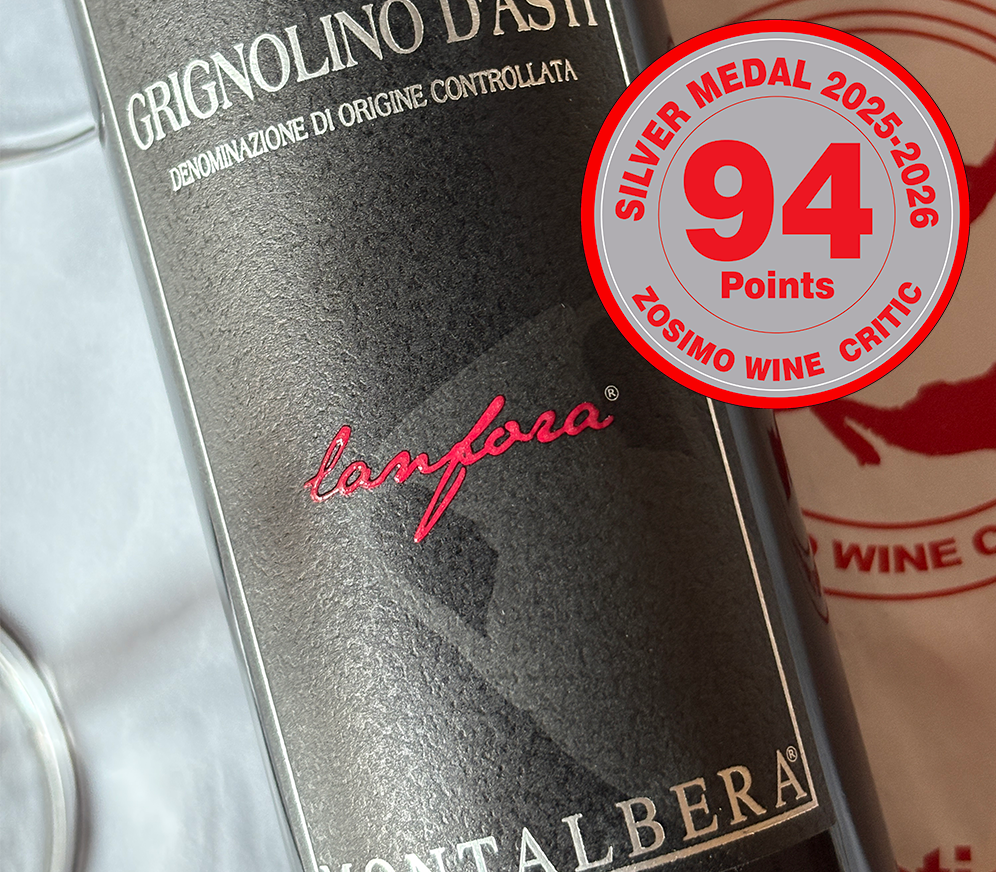 GRIGNOLINO D'ASTI
DENOMINAZIONE DI ORIGINE CONTROLLATA
lanfora®
MONTALBERA®
SILVER MEDAL 2025-2026
94
Points
ZOSIMO WINE CRITIC
WINE C